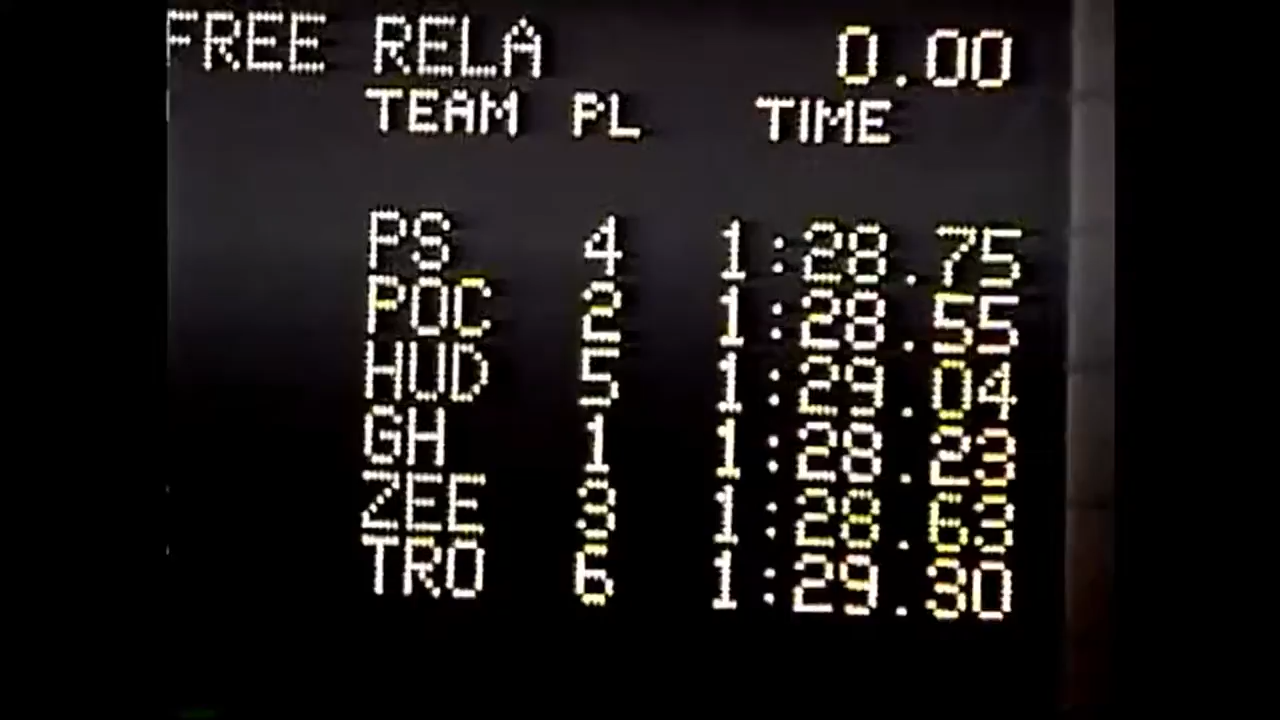 FREE RELA 0.00
TEAM PL TIME
PS 4 1:28.75
POC 2 1:28.55
HUD 5 1:29.04
GH 1 1:28.23
ZEE 3 1:28.63
TRO 6 1:29.30